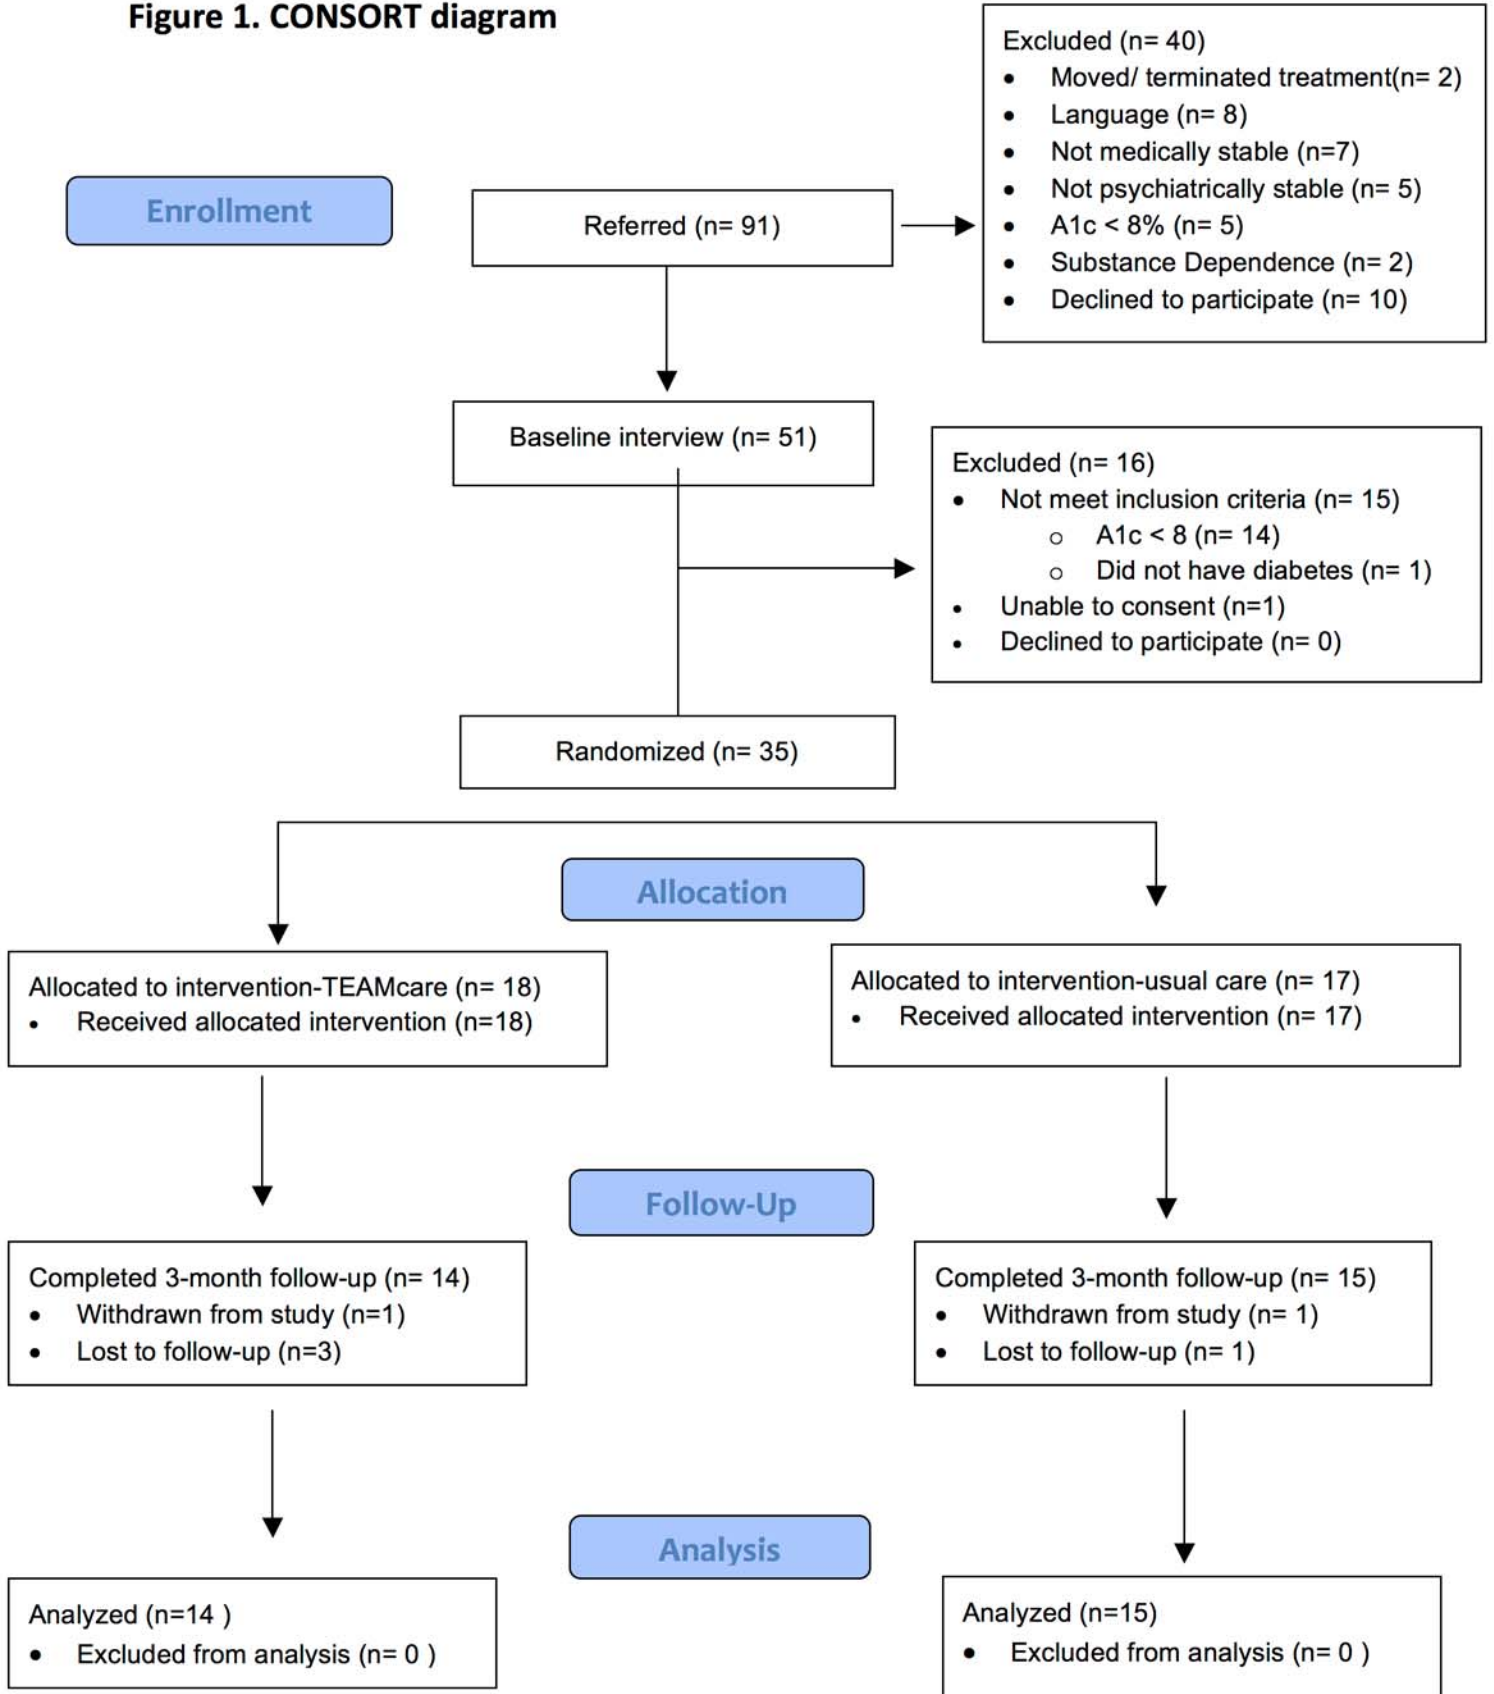 Figure 1. CONSORT diagram
Excluded (n= 40)
• Moved/ terminated treatment(n= 2)
• Language (n= 8)
• Not medically stable (n=7)
• Not psychiatrically stable (n= 5)
• A1c < 8% (n= 5)
• Substance Dependence (n= 2)
• Declined to participate (n= 10)
Enrollment
Referred (n= 91)
Baseline interview (n= 51)
Excluded (n= 16)
• Not meet inclusion criteria (n= 15)
o A1c < 8 (n= 14)
o Did not have diabetes (n= 1)
• Unable to consent (n=1)
• Declined to participate (n= 0)
Randomized (n= 35)
Allocation
Allocated to intervention-TEAMcare (n= 18)
• Received allocated intervention (n=18)
Allocated to intervention-usual care (n= 17)
• Received allocated intervention (n= 17)
Follow-Up
Completed 3-month follow-up (n= 14)
• Withdrawn from study (n=1)
• Lost to follow-up (n=3)
Completed 3-month follow-up (n= 15)
• Withdrawn from study (n= 1)
• Lost to follow-up (n= 1)
Analysis
Analyzed (n=14 )
• Excluded from analysis (n= 0 )
Analyzed (n=15)
• Excluded from analysis (n= 0 )